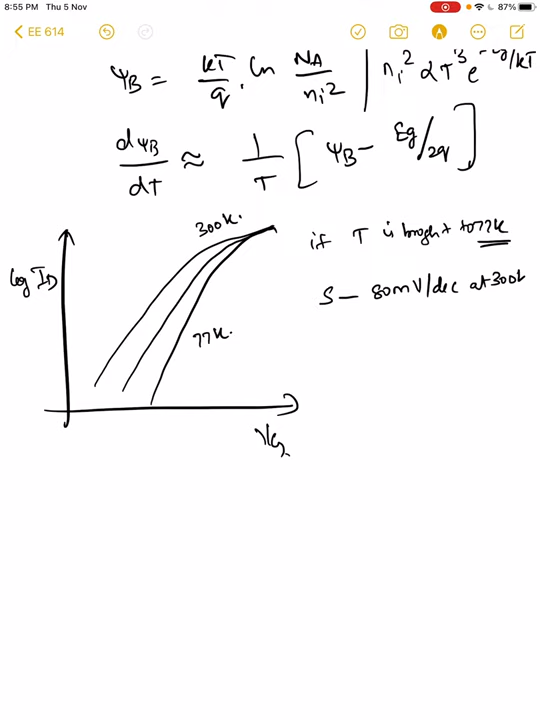 8:55 PM Thu 5 Nov
87%
EE 614
ΨB = kT/q · ln NA/ni² | ni² α T³ e^-Eg/kT
dΨB/dT ≈ 1/T [ΨB - Eg/2q]
300K.
if T is brought to 77K
log ID
S - 80mV/dec at 300k
77K.
VG